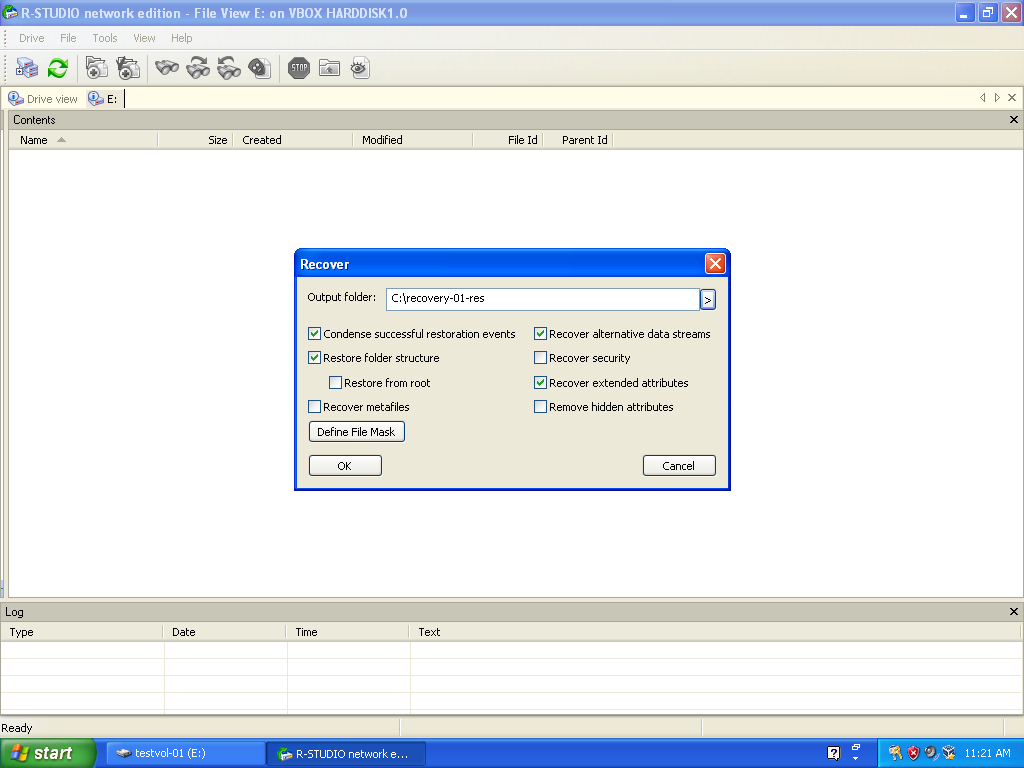 R-STUDIO network edition - File View E: on VBOX HARDDISK1.0
Drive File Tools View Help
STOP
Drive view E:
Contents
Name Size Created Modified File Id Parent Id
Recover
Output folder: C:\recovery-01-res >
Condense successful restoration events Recover alternative data streams
Restore folder structure Recover security
Restore from root Recover extended attributes
Recover metafiles Remove hidden attributes
Define File Mask
OK Cancel
Log
Type Date Time Text
Ready
start testvol-01 (E:) R-STUDIO network e... 11:21 AM